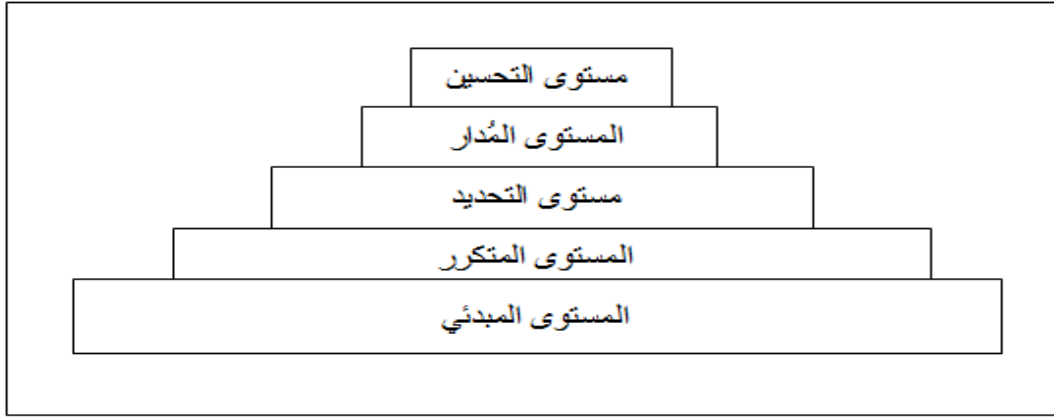 مستوى التحسين
المستوى المُدار
مستوى التحديد
المستوى المتكرر
المستوى المبدئي